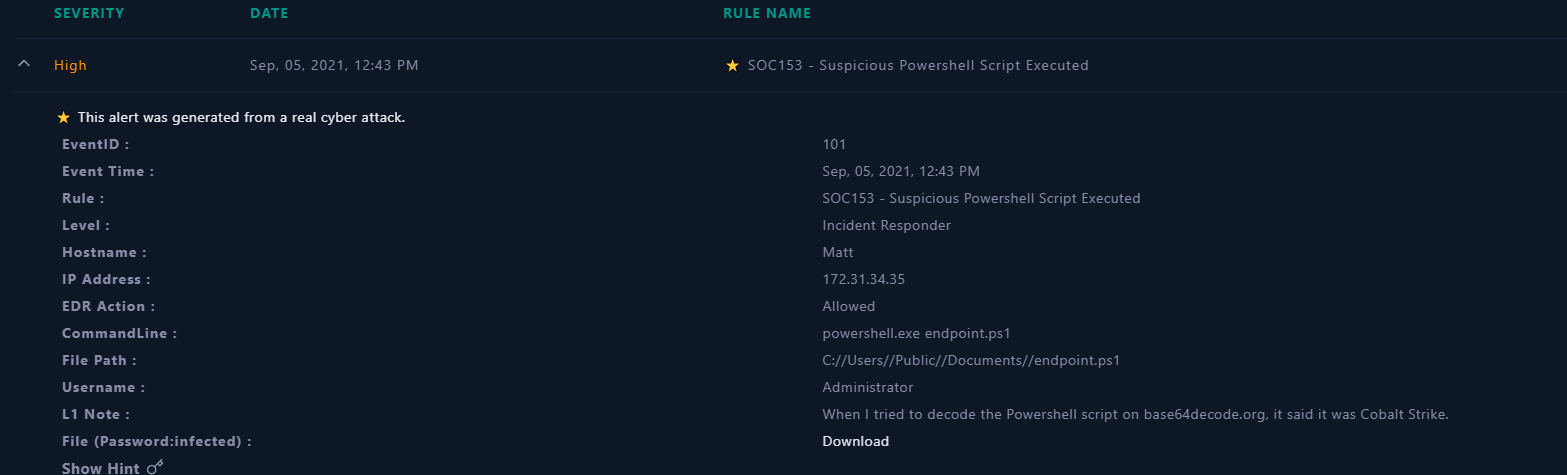 SEVERITY DATE RULE NAME
High Sep, 05, 2021, 12:43 PM SOC153 - Suspicious Powershell Script Executed
This alert was generated from a real cyber attack.
EventID : 101
Event Time : Sep, 05, 2021, 12:43 PM
Rule : SOC153 - Suspicious Powershell Script Executed
Level : Incident Responder
Hostname : Matt
IP Address : 172.31.34.35
EDR Action : Allowed
CommandLine : powershell.exe endpoint.ps1
File Path : C://Users//Public//Documents//endpoint.ps1
Username : Administrator
L1 Note : When I tried to decode the Powershell script on base64decode.org, it said it was Cobalt Strike.
File (Password:infected) : Download
Show Hint